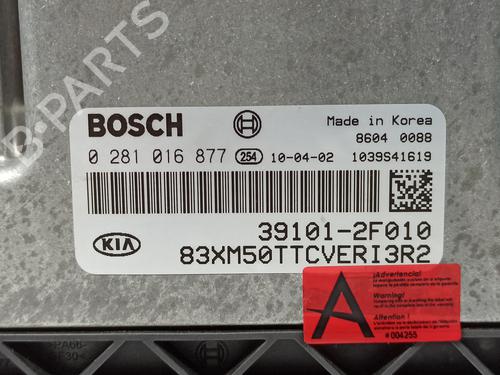 B-PARTS
BOSCH
Made in Korea
8604 0088
0 281 016 877 254 10-04-02 1039S41619
39101-2F010
KIA
83XM50TTCVERI3R2
¡Advertencia!
Warning!
Attention !
A
# 004255
>PA66-